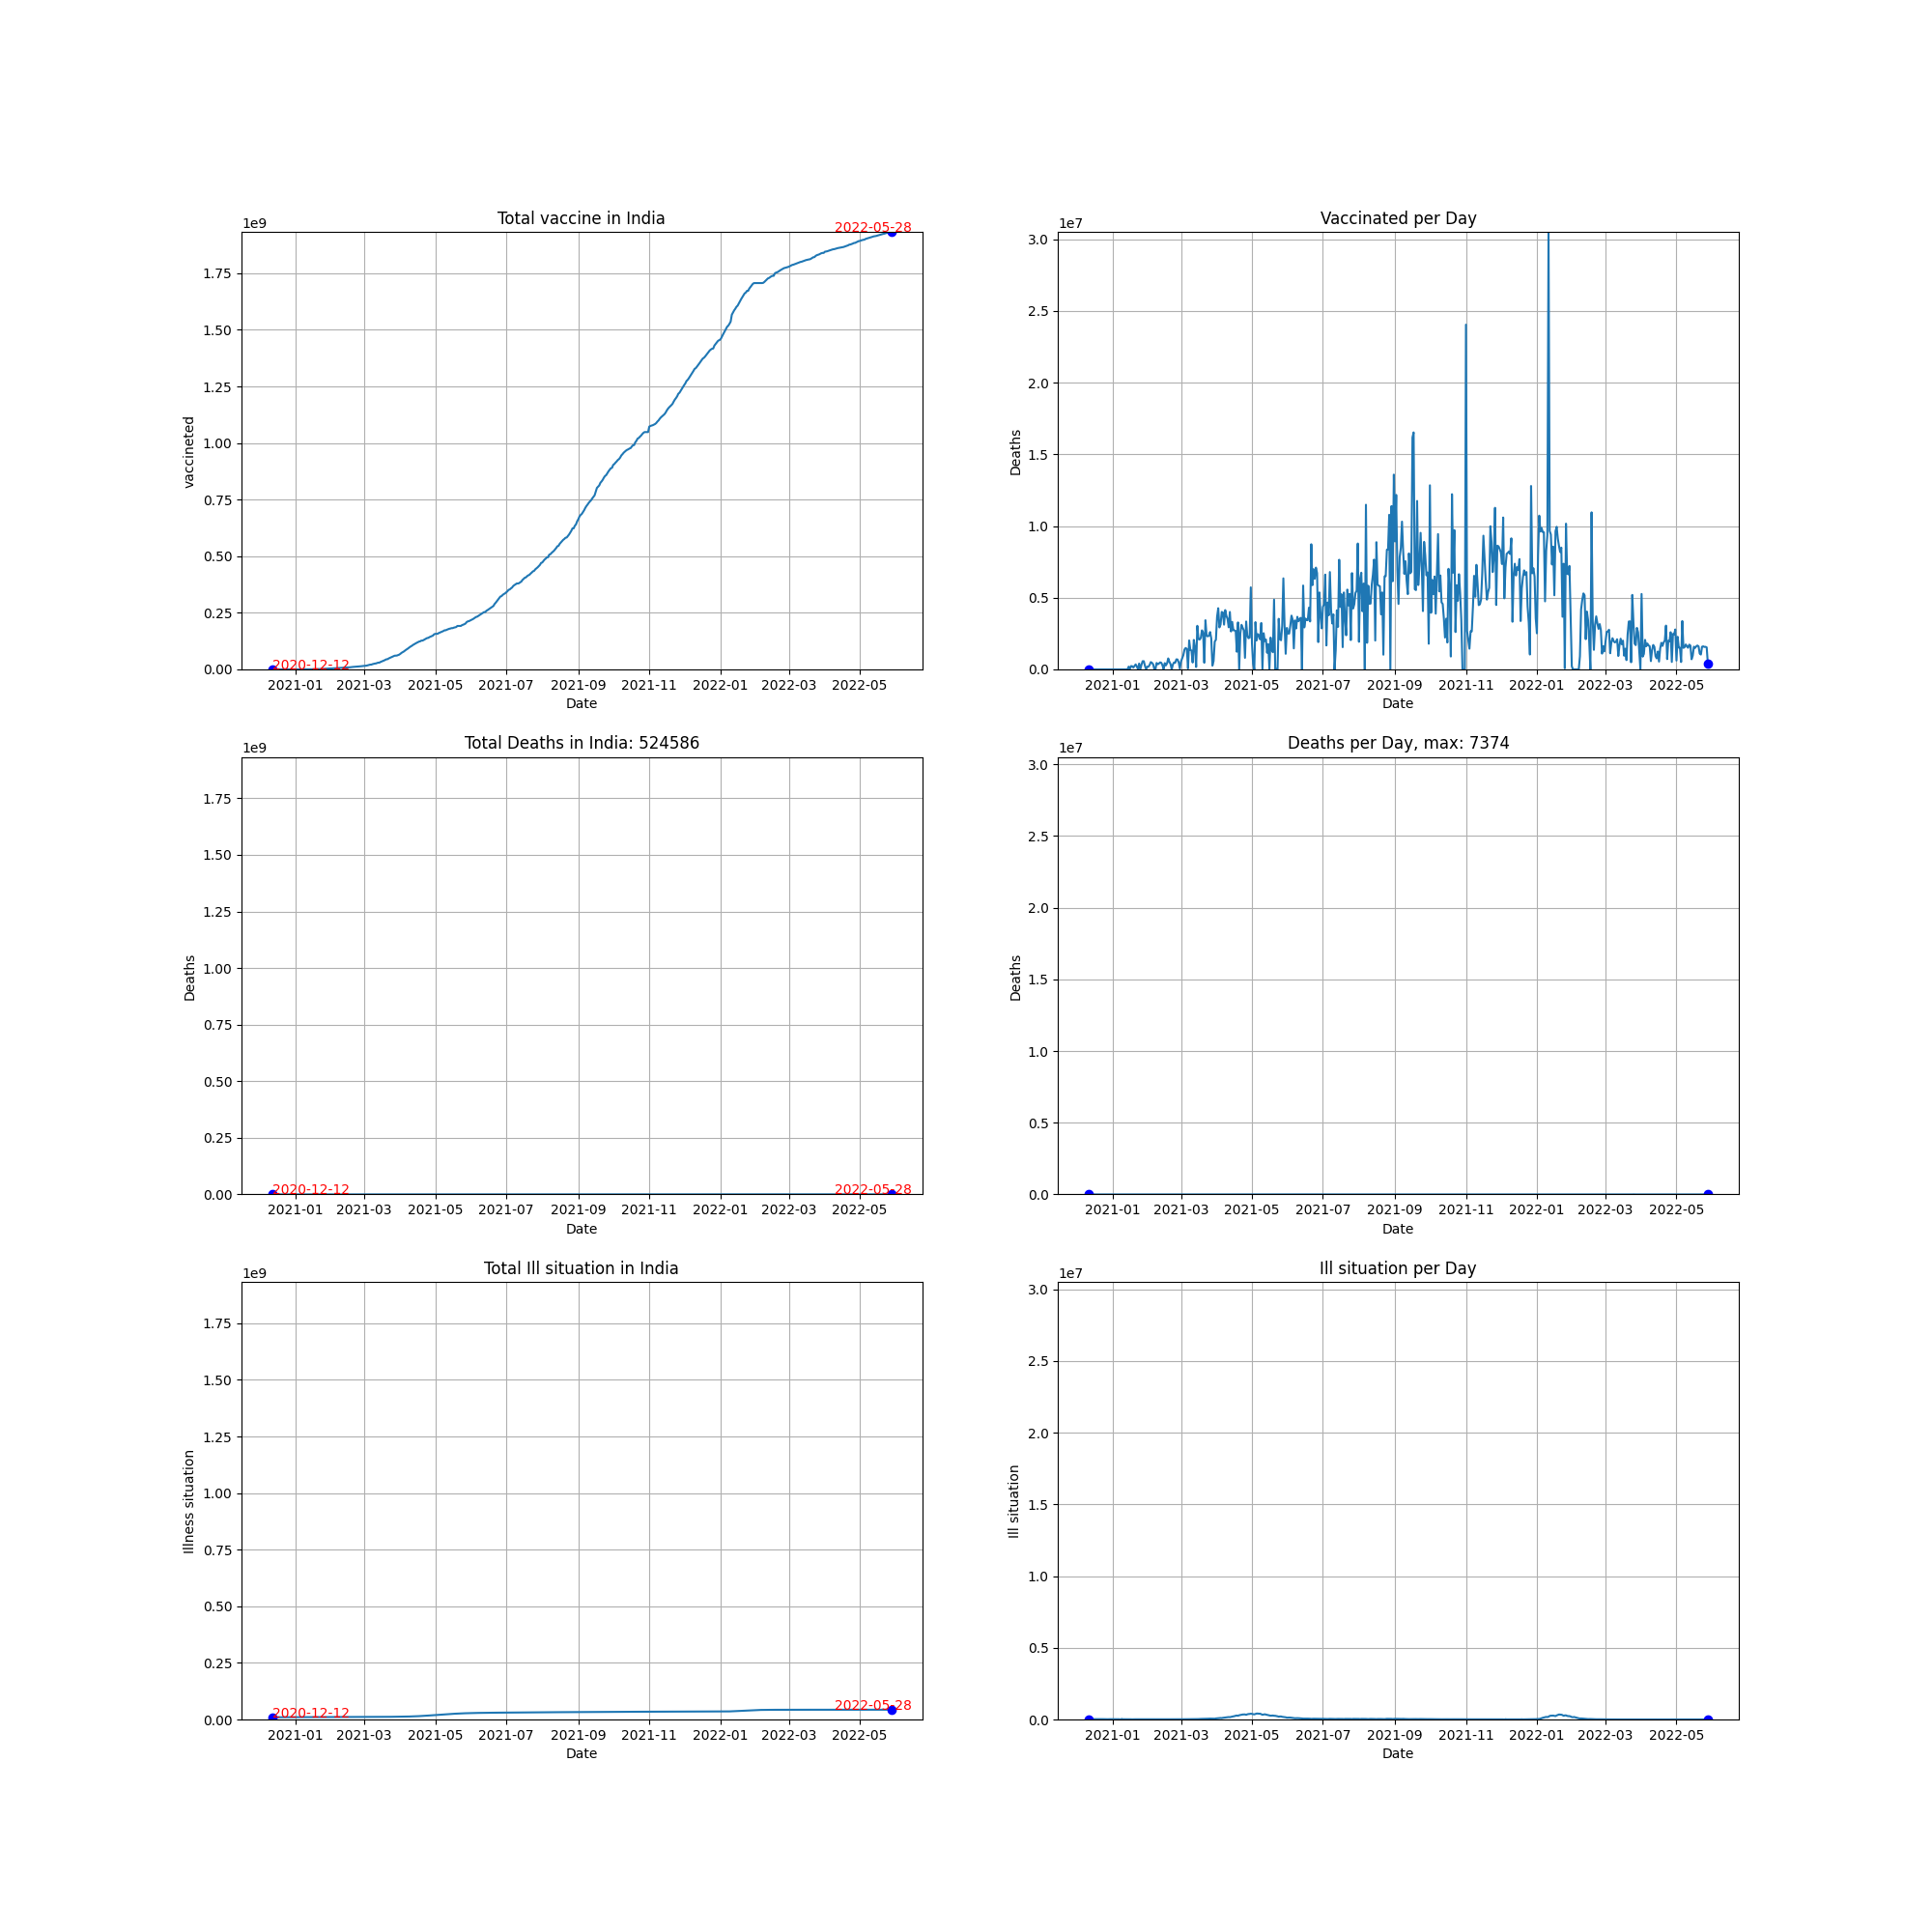 Total vaccine in India
1e9
2022-05-28
1.75
1.50
1.25
1.00
0.75
0.50
0.25
0.00
vaccineted
2020-12-12
2021-01 2021-03 2021-05 2021-07 2021-09 2021-11 2022-01 2022-03 2022-05
Date
Vaccinated per Day
1e7
3.0
2.5
2.0
1.5
1.0
0.5
0.0
Deaths
2021-01 2021-03 2021-05 2021-07 2021-09 2021-11 2022-01 2022-03 2022-05
Date
Total Deaths in India: 524586
1e9
1.75
1.50
1.25
1.00
0.75
0.50
0.25
0.00
Deaths
2020-12-12
2022-05-28
2021-01 2021-03 2021-05 2021-07 2021-09 2021-11 2022-01 2022-03 2022-05
Date
Deaths per Day, max: 7374
1e7
3.0
2.5
2.0
1.5
1.0
0.5
0.0
Deaths
2021-01 2021-03 2021-05 2021-07 2021-09 2021-11 2022-01 2022-03 2022-05
Date
Total Ill situation in India
1e9
1.75
1.50
1.25
1.00
0.75
0.50
0.25
0.00
Illness situation
2020-12-12
2022-05-28
2021-01 2021-03 2021-05 2021-07 2021-09 2021-11 2022-01 2022-03 2022-05
Date
Ill situation per Day
1e7
3.0
2.5
2.0
1.5
1.0
0.5
0.0
Ill situation
2021-01 2021-03 2021-05 2021-07 2021-09 2021-11 2022-01 2022-03 2022-05
Date